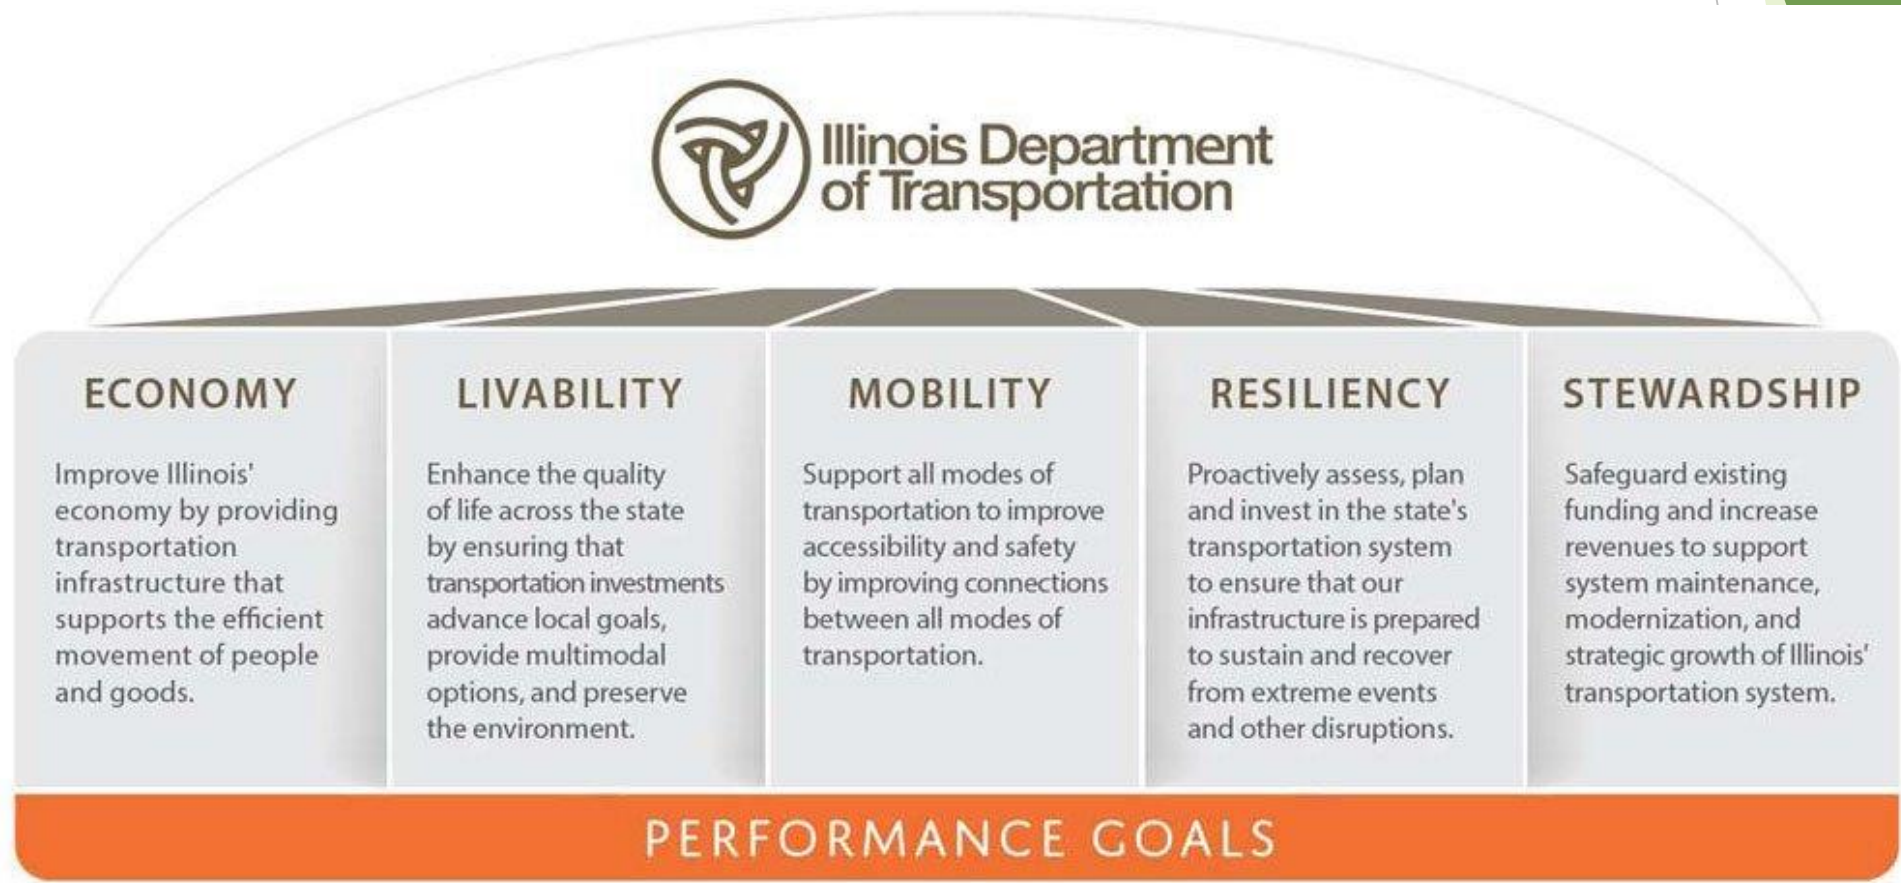 Illinois Department
of Transportation
ECONOMY
Improve Illinois'
economy by providing
transportation
infrastructure that
supports the efficient
movement of people
and goods.
LIVABILITY
Enhance the quality
of life across the state
by ensuring that
transportation investments
advance local goals,
provide multimodal
options, and preserve
the environment.
MOBILITY
Support all modes of
transportation to improve
accessibility and safety
by improving connections
between all modes of
transportation.
RESILIENCY
Proactively assess, plan
and invest in the state's
transportation system
to ensure that our
infrastructure is prepared
to sustain and recover
from extreme events
and other disruptions.
STEWARDSHIP
Safeguard existing
funding and increase
revenues to support
system maintenance,
modernization, and
strategic growth of Illinois'
transportation system.
PERFORMANCE GOALS